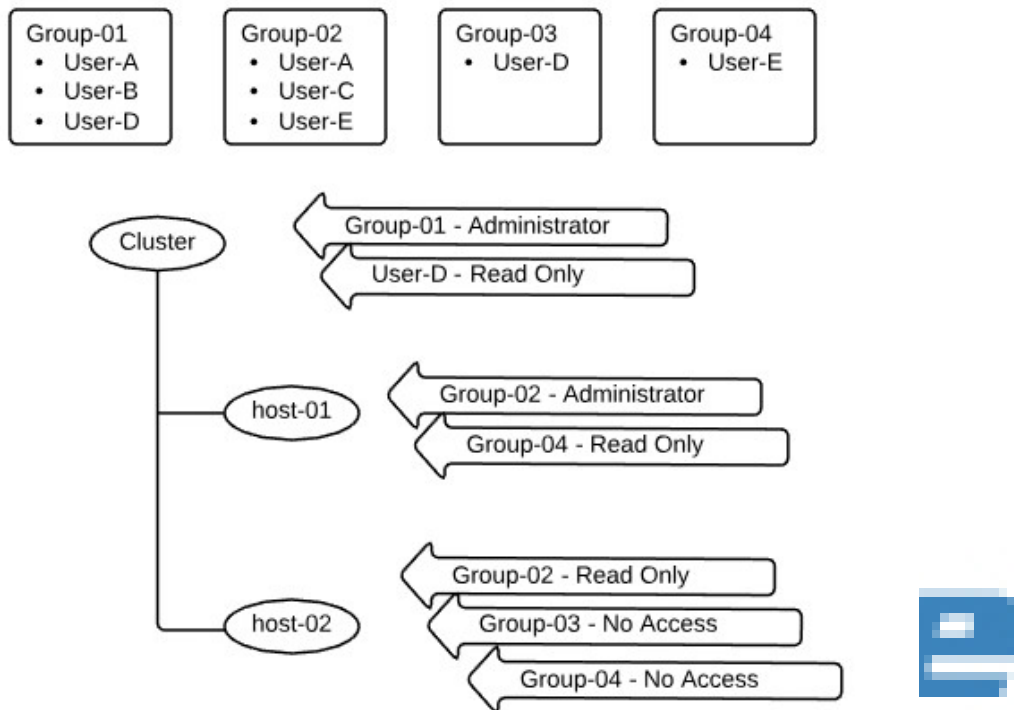 Group-01
• User-A
• User-B
• User-D
Group-02
• User-A
• User-C
• User-E
Group-03
• User-D
Group-04
• User-E
Cluster
Group-01 - Administrator
User-D - Read Only
host-01
Group-02 - Administrator
Group-04 - Read Only
host-02
Group-02 - Read Only
Group-03 - No Access
Group-04 - No Access